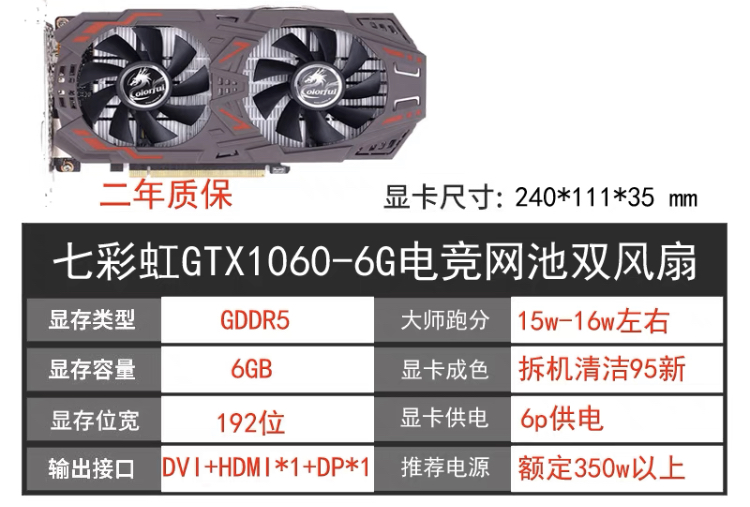 Colorful
Colorful
二年质保 显卡尺寸: 240*111*35 mm
七彩虹GTX1060-6G电竞网池双风扇
显存类型 GDDR5 大师跑分 15w-16w左右
显存容量 6GB 显卡成色 拆机清洁95新
显存位宽 192位 显卡供电 6p供电
输出接口 DVI+HDMI*1+DP*1 推荐电源 额定350w以上